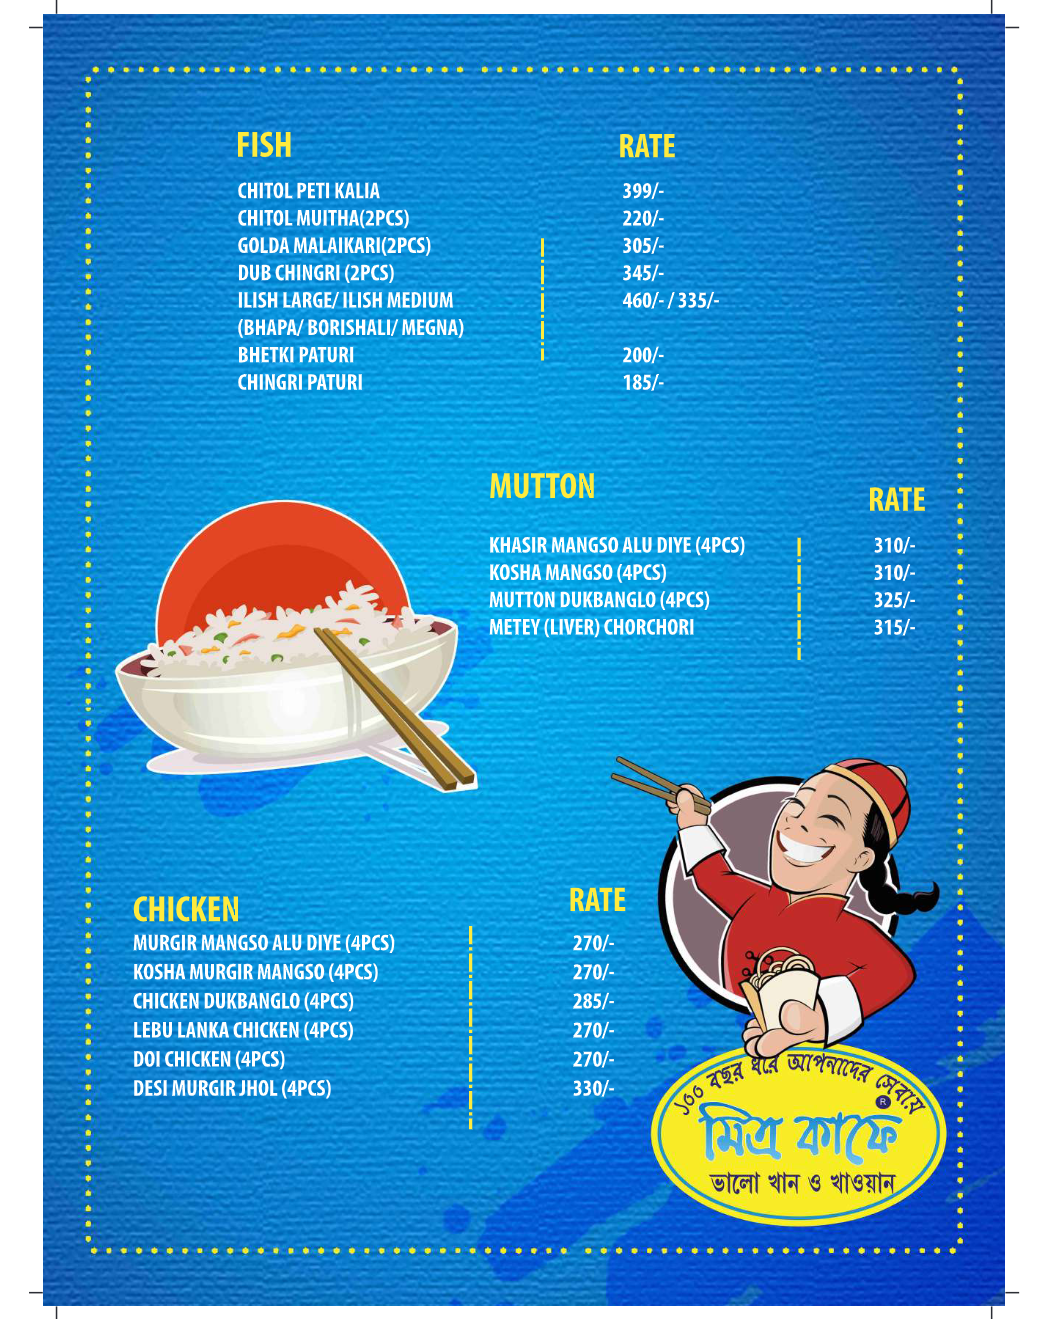 FISH RATE
CHITOL PETI KALIA 399/-
CHITOL MUITHA(2PCS) 220/-
GOLDA MALAIKARI(2PCS) 305/-
DUB CHINGRI (2PCS) 345/-
ILISH LARGE/ ILISH MEDIUM 460/- / 335/-
(BHAPA/ BORISHALI/ MEGNA)
BHETKI PATURI 200/-
CHINGRI PATURI 185/-
MUTTON RATE
KHASIR MANGSO ALU DIYE (4PCS) 310/-
KOSHA MANGSO (4PCS) 310/-
MUTTON DUKBANGLO (4PCS) 325/-
METEY (LIVER) CHORCHORI 315/-
CHICKEN RATE
MURGIR MANGSO ALU DIYE (4PCS) 270/-
KOSHA MURGIR MANGSO (4PCS) 270/-
CHICKEN DUKBANGLO (4PCS) 285/-
LEBU LANKA CHICKEN (4PCS) 270/-
DOI CHICKEN (4PCS) 270/-
DESI MURGIR JHOL (4PCS) 330/-
১০০ বছর ধরে আপনাদের সেবায়
মিত্র কাফে ®
ভালো খান ও খাওয়ান